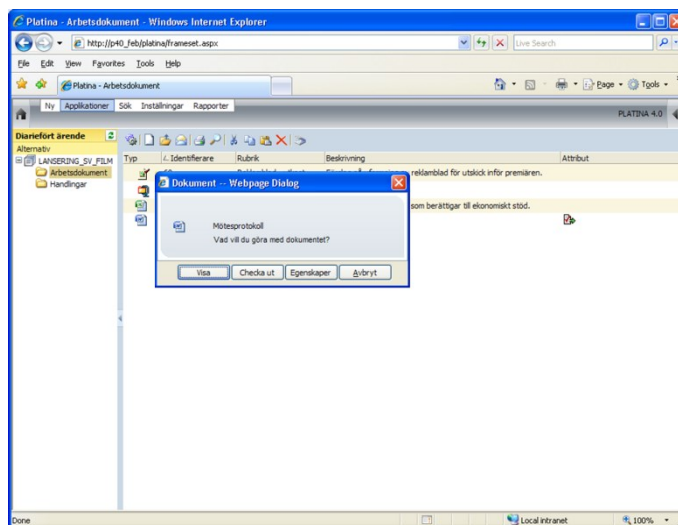 Platina - Arbetsdokument - Windows Internet Explorer
http://p40_feb/platina/frameset.aspx
Live Search
File Edit View Favorites Tools Help
Platina - Arbetsdokument
Page Tools
Ny Applikationer Sök Inställningar Rapporter
PLATINA 4.0
Diariefört ärende
Alternativ
LANSERING_SV_FILM
Arbetsdokument
Handlingar
Typ Identifierare Rubrik Beskrivning Attribut
reklamblad för utskick inför premiären.
som berättigar till ekonomiskt stöd.
Dokument -- Webpage Dialog
Mötesprotokoll
Vad vill du göra med dokumentet?
Visa Checka ut Egenskaper Avbryt
Done
Local intranet
100%